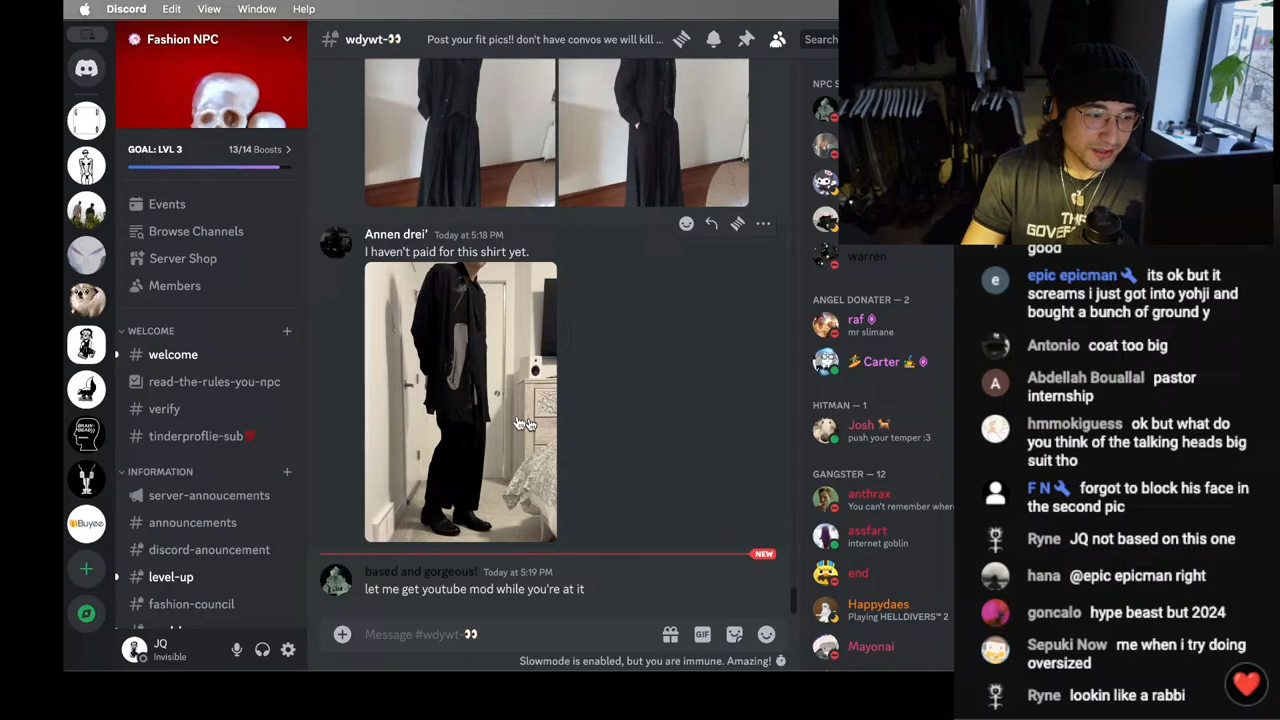 Discord Edit View Window Help
Fashion NPC
GOAL: LVL 3 13/14 Boosts
Events
Browse Channels
Server Shop
Members
WELCOME
welcome
read-the-rules-you-npc
verify
tinderproflie-sub
INFORMATION
server-annoucements
announcements
discord-anouncement
level-up
fashion-council
JQ
Invisible
BRAIN
DEAD
Buyee
wdywt-👀 Post your fit pics!! don't have convos we will kill ... Search
Annen drei' Today at 5:18 PM
I haven't paid for this shirt yet.
NEW
based and gorgeous! Today at 5:19 PM
let me get youtube mod while you're at it
Message #wdywt-👀
GIF
Slowmode is enabled, but you are immune. Amazing!
NPC S
warren
ANGEL DONATER — 2
raf
mr slimane
Carter
HITMAN — 1
Josh
push your temper :3
GANGSTER — 12
anthrax
You can't remember wher
assfart
internet goblin
end
Happydaes
Playing HELLDIVERS™ 2
Mayonai
good
epic epicman its ok but it
screams i just got into yohji and
bought a bunch of ground y
Antonio coat too big
A
Abdellah Bouallal pastor
internship
hmmokiguess ok but what do
you think of the talking heads big
suit tho
F N forgot to block his face in
the second pic
Ryne JQ not based on this one
hana @epic epicman right
goncalo hype beast but 2024
Sepuki Now me when i try doing
oversized
Ryne lookin like a rabbi
e